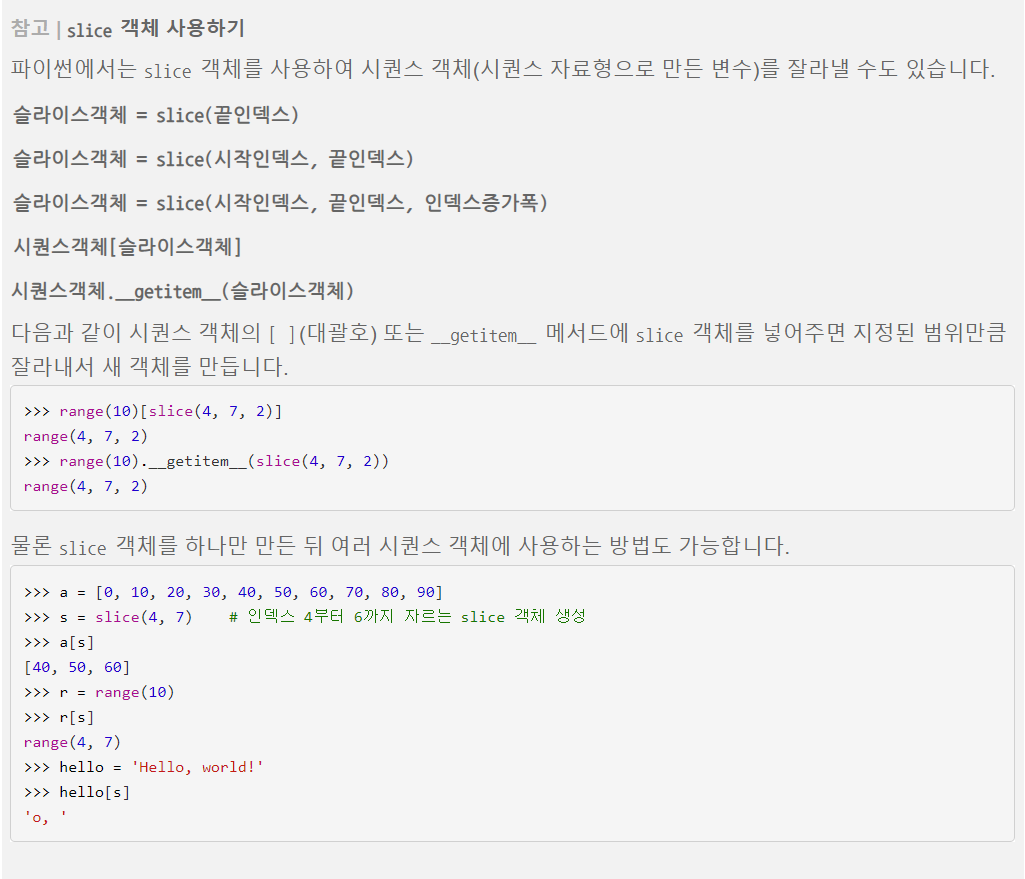 참고 | slice 객체 사용하기
파이썬에서는 slice 객체를 사용하여 시퀀스 객체(시퀀스 자료형으로 만든 변수)를 잘라낼 수도 있습니다.
슬라이스객체 = slice(끝인덱스)
슬라이스객체 = slice(시작인덱스, 끝인덱스)
슬라이스객체 = slice(시작인덱스, 끝인덱스, 인덱스증가폭)
시퀀스객체[슬라이스객체]
시퀀스객체.__getitem__(슬라이스객체)
다음과 같이 시퀀스 객체의 [ ](대괄호) 또는 __getitem__ 메서드에 slice 객체를 넣어주면 지정된 범위만큼
잘라내서 새 객체를 만듭니다.
>>> range(10)[slice(4, 7, 2)]
range(4, 7, 2)
>>> range(10).__getitem__(slice(4, 7, 2))
range(4, 7, 2)
물론 slice 객체를 하나만 만든 뒤 여러 시퀀스 객체에 사용하는 방법도 가능합니다.
>>> a = [0, 10, 20, 30, 40, 50, 60, 70, 80, 90]
>>> s = slice(4, 7)    # 인덱스 4부터 6까지 자르는 slice 객체 생성
>>> a[s]
[40, 50, 60]
>>> r = range(10)
>>> r[s]
range(4, 7)
>>> hello = 'Hello, world!'
>>> hello[s]
'o, '